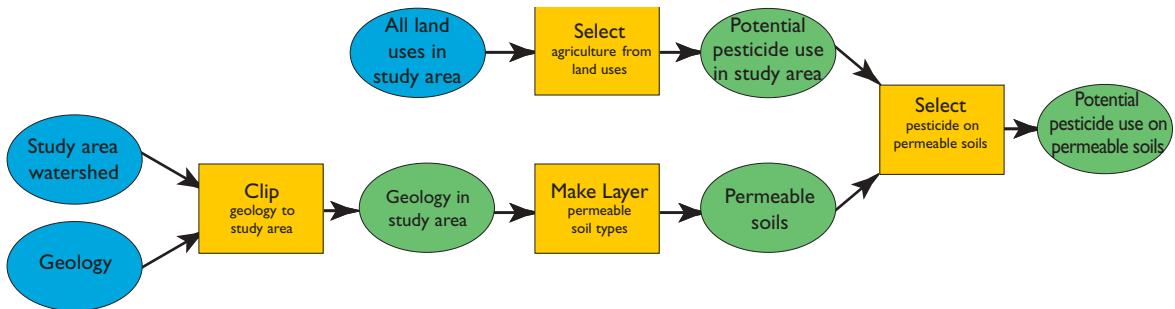 All land
uses in
study area
Select
agriculture from
land uses
Potential
pesticide use
in study area
Select
pesticide on
permeable soils
Potential
pesticide use on
permeable soils
Study area
watershed
Clip
geology to
study area
Geology in
study area
Make Layer
permeable
soil types
Permeable
soils
Geology